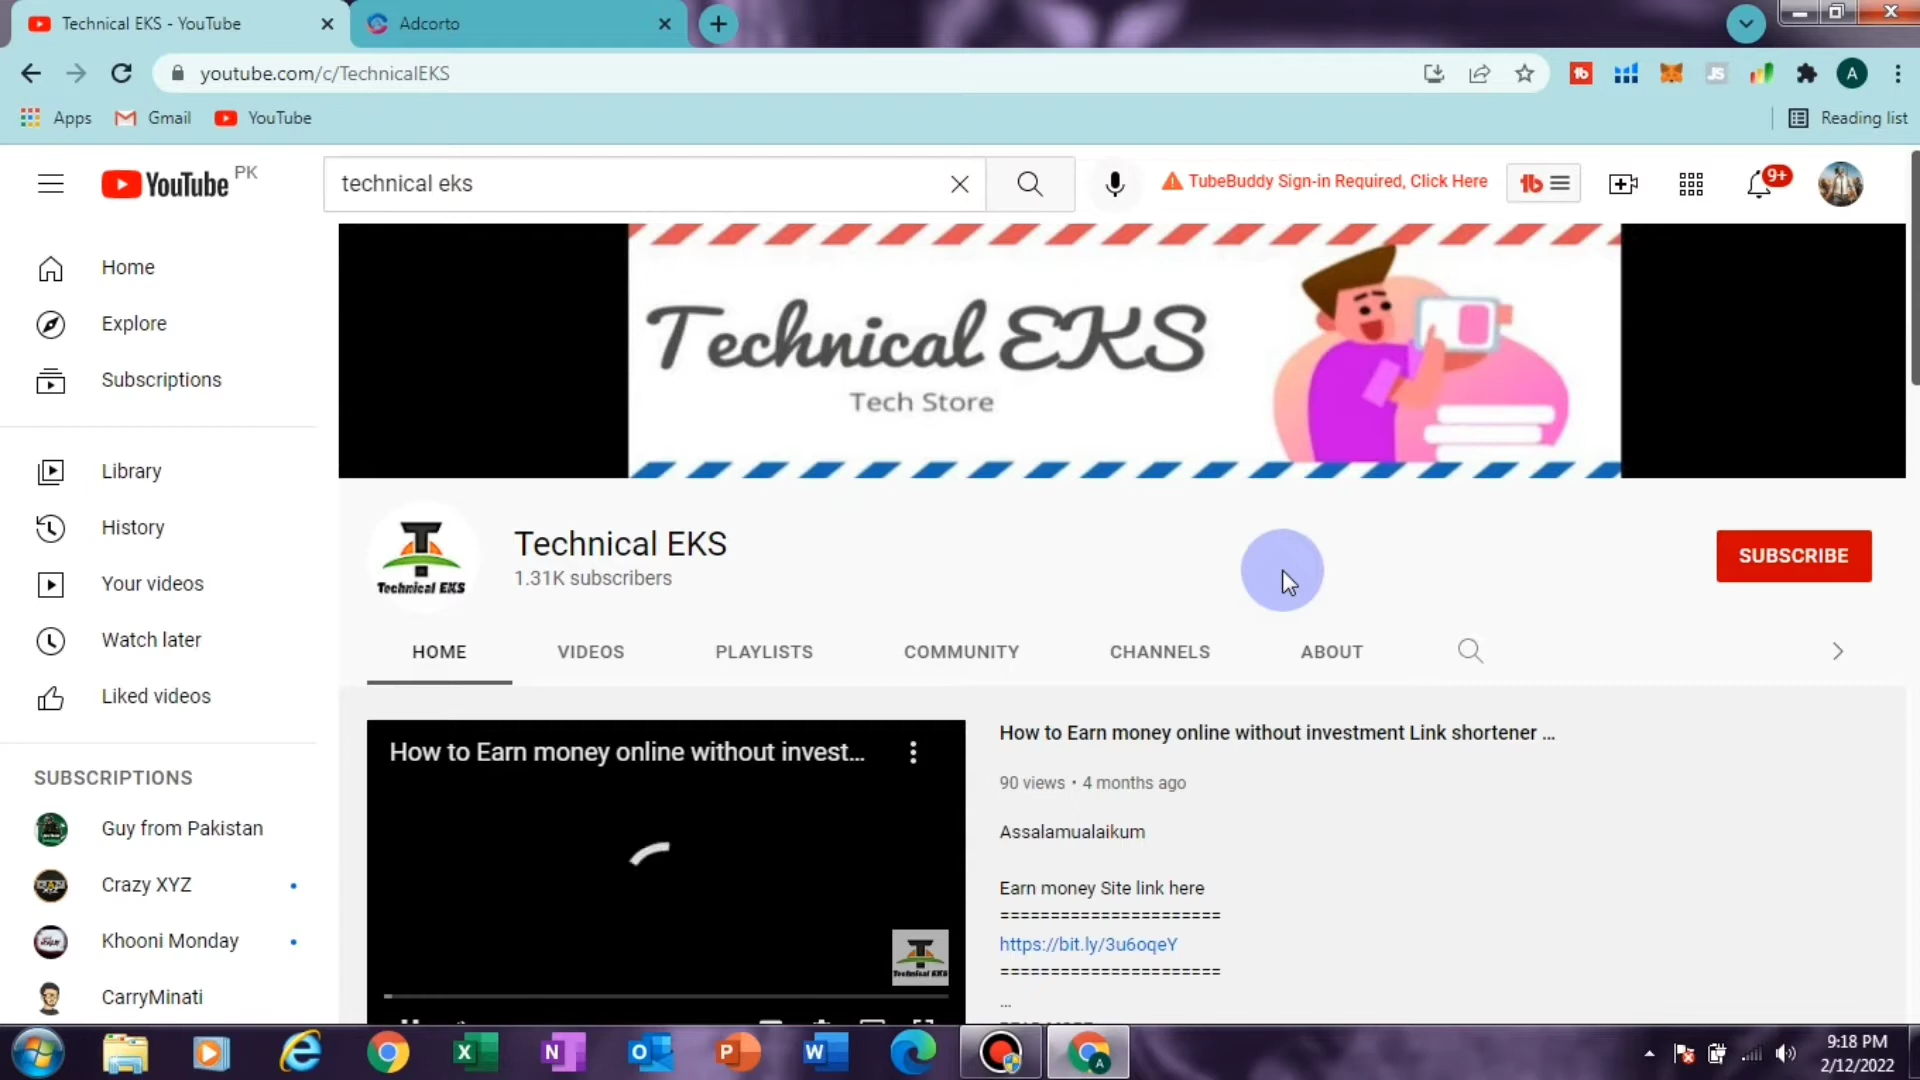 Technical EKS - YouTube
Adcorto
youtube.com/c/TechnicalEKS
JS
A
Apps
Gmail
YouTube
Reading list
YouTube PK
technical eks
TubeBuddy Sign-in Required, Click Here
9+
Home
Explore
Subscriptions
Library
History
Your videos
Watch later
Liked videos
SUBSCRIPTIONS
Guy from Pakistan
Crazy XYZ
Khooni Monday
CarryMinati
Technical EKS
Tech Store
Technical EKS
Technical EKS
1.31K subscribers
SUBSCRIBE
HOME
VIDEOS
PLAYLISTS
COMMUNITY
CHANNELS
ABOUT
How to Earn money online without invest...
Technical EKS
How to Earn money online without investment Link shortener ...
90 views • 4 months ago
Assalamualaikum
Earn money Site link here
======================
https://bit.ly/3u6oqeY
======================
...
9:18 PM
2/12/2022